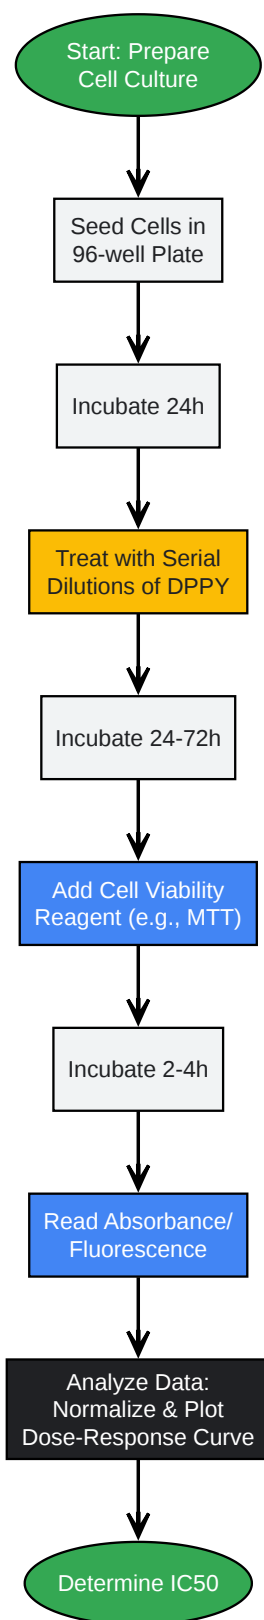 Start: Prepare
Cell Culture
Seed Cells in
96-well Plate
Incubate 24h
Treat with Serial
Dilutions of DPPY
Incubate 24-72h
Add Cell Viability
Reagent (e.g., MTT)
Incubate 2-4h
Read Absorbance/
Fluorescence
Analyze Data:
Normalize & Plot
Dose-Response Curve
Determine IC50